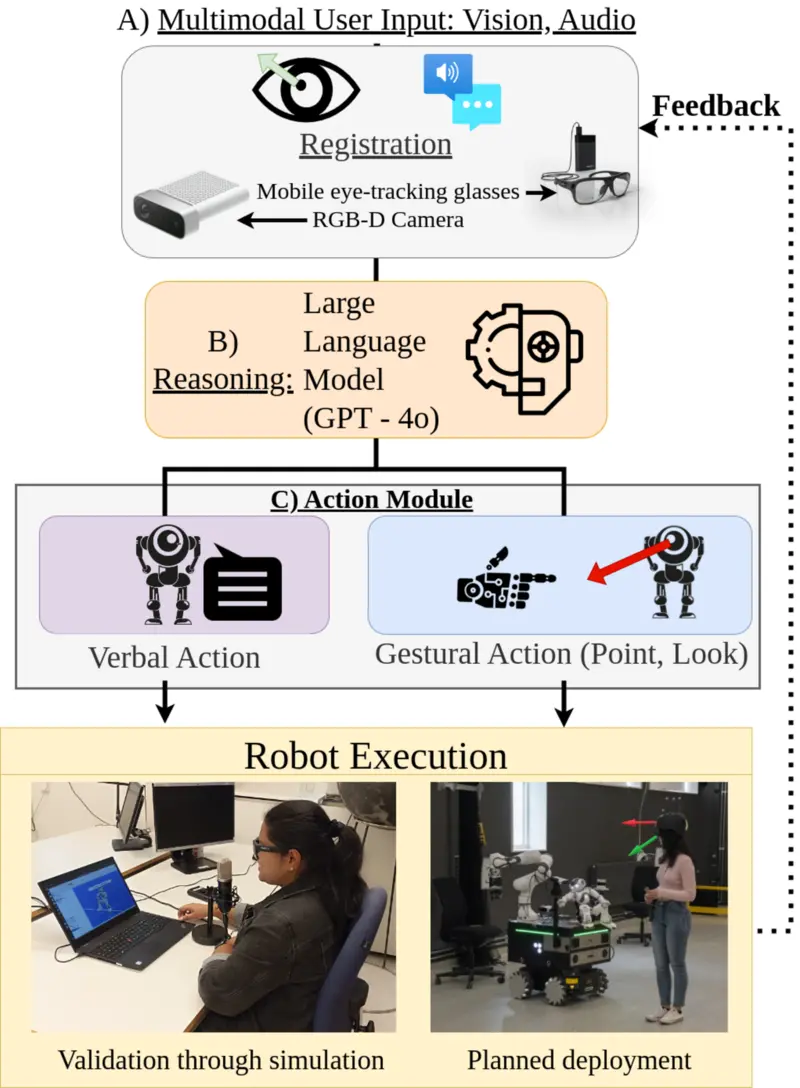 A) Multimodal User Input: Vision, Audio
Feedback
Registration
Mobile eye-tracking glasses
RGB-D Camera
B)
Reasoning:
Large
Language
Model
(GPT - 4o)
C) Action Module
Verbal Action
Gestural Action (Point, Look)
Robot Execution
Validation through simulation
Planned deployment